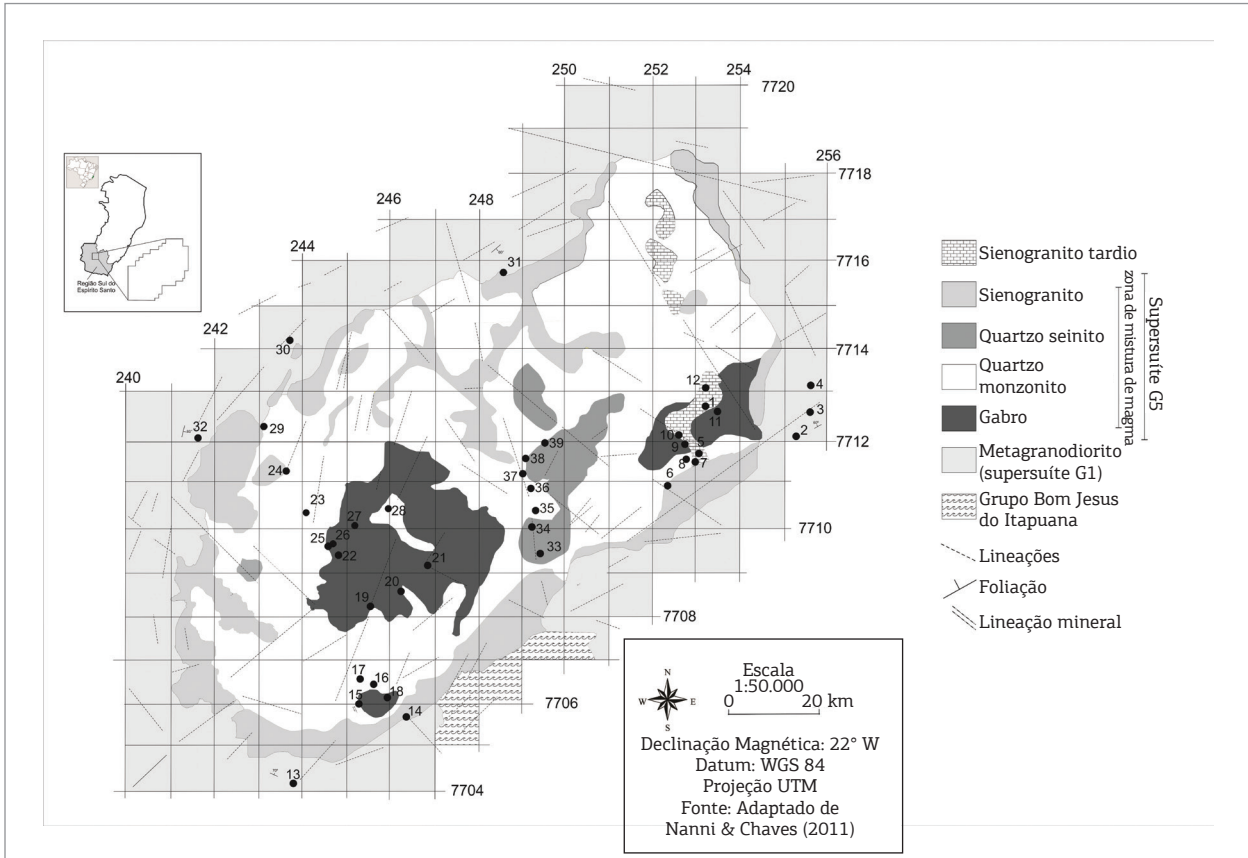 250
252
254
7720
256
7718
246
248
7716
244
31
Região Sul do
Espírito Santo
242
30
7714
240
12
4
1
11
3
32
29
2
7712
10
5
9
8
7
39
38
24
37
6
36
23
28
35
27
34
7710
25
26
22
33
21
20
19
7708
17
16
15
18
14
7706
13
7704
Sienogranito tardio
Sienogranito
Quartzo seinito
Quartzo
monzonito
Gabro
Metagranodiorito
(supersuíte G1)
Grupo Bom Jesus
do Itapuana
Lineações
Foliação
Lineação mineral
zona de mistura de magma
Supersuíte G5
N
W
E
S
Escala
1:50.000
0 20 km
Declinação Magnética: 22° W
Datum: WGS 84
Projeção UTM
Fonte: Adaptado de
Nanni & Chaves (2011)